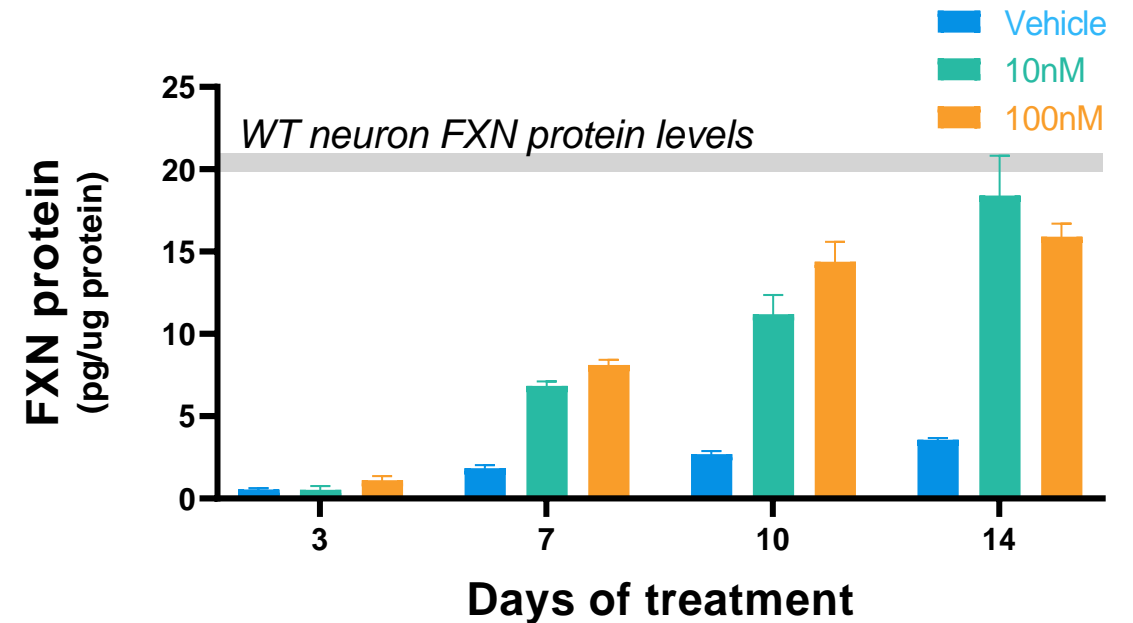 Vehicle
10nM
100nM
WT neuron FXN protein levels
FXN protein
(pg/ug protein)
25
20
15
10
5
0
3 7 10 14
Days of treatment